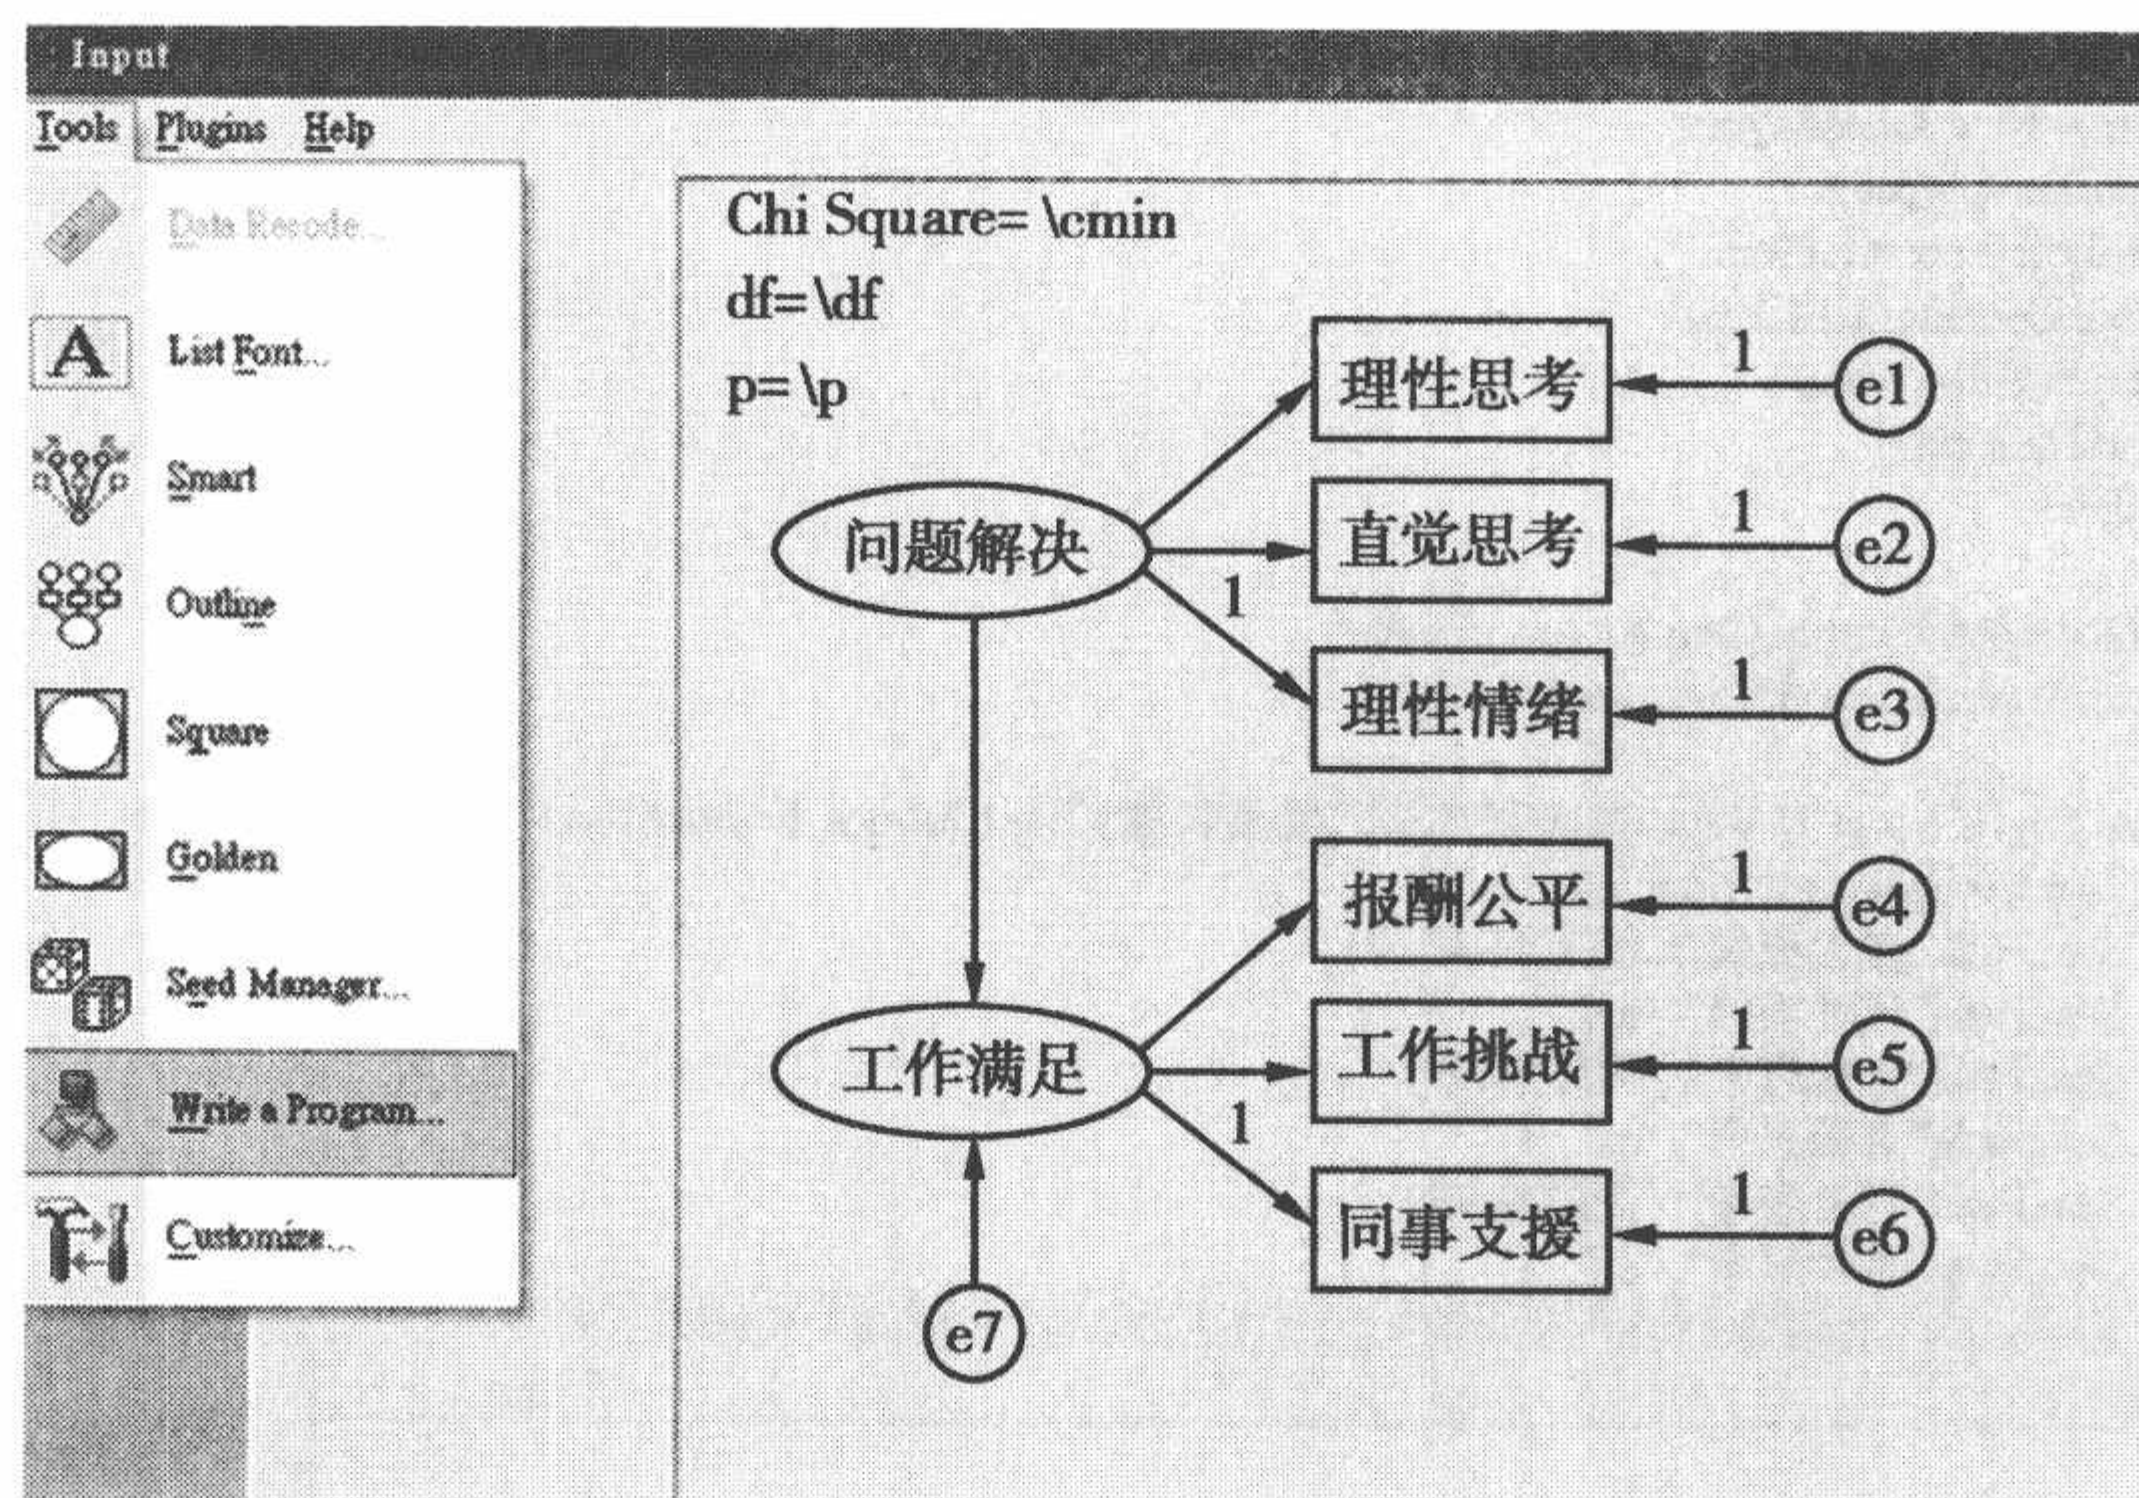 Input
Tools Plugins Help
Data Recode...
List Font...
Smart
Outline
Square
Golden
Seed Manager...
Write a Program...
Customize...
Chi Square= \cmin
df= \df
p= \p
问题解决
1
理性思考
1
e1
直觉思考
1
e2
理性情绪
1
e3
工作满足
1
报酬公平
1
e4
工作挑战
1
e5
同事支援
1
e6
e7